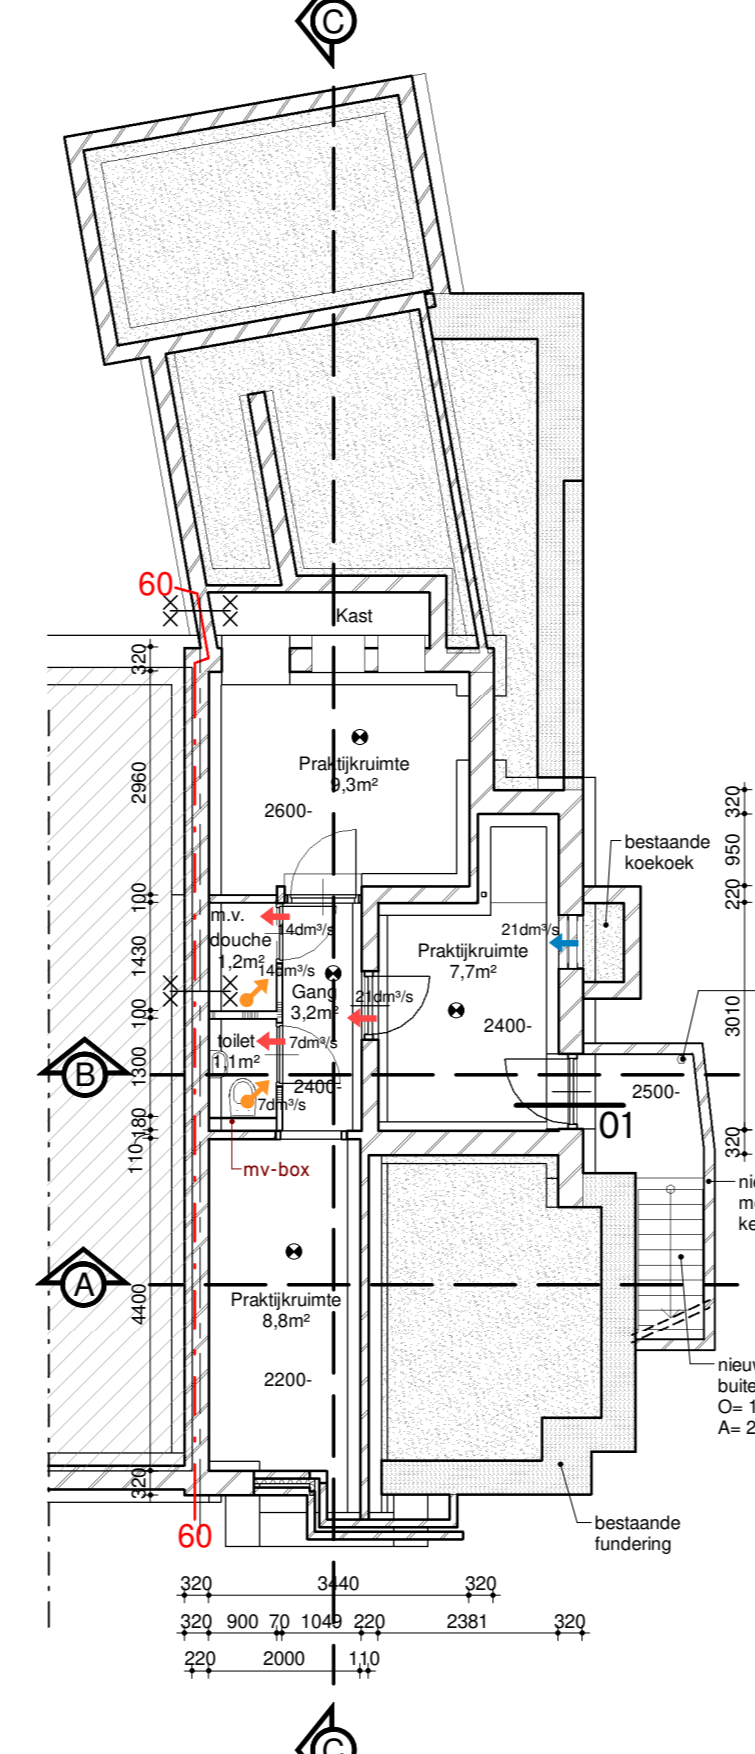 C
60
Kast
320
Praktijkruimte
9,3m²
2960
2600-
320
950
bestaande
koekoek
220
100
m.v.
14dm³/s
douche
1,2m²
14dm³/s
21dm³/s
Praktijkruimte
7,7m²
1430
Gang
3,2m²
21dm³/s
2400-
3010
100
toilet
1,1m²
7dm³/s
B
1300
2400-
7dm³/s
2500-
01
180
110
320
mv-box
A
4400
Praktijkruimte
8,8m²
2200-
O= 1
A= 2
320
60
bestaande
fundering
320
3440
320
320
900
70
1049
220
2381
320
220
2000
110
C